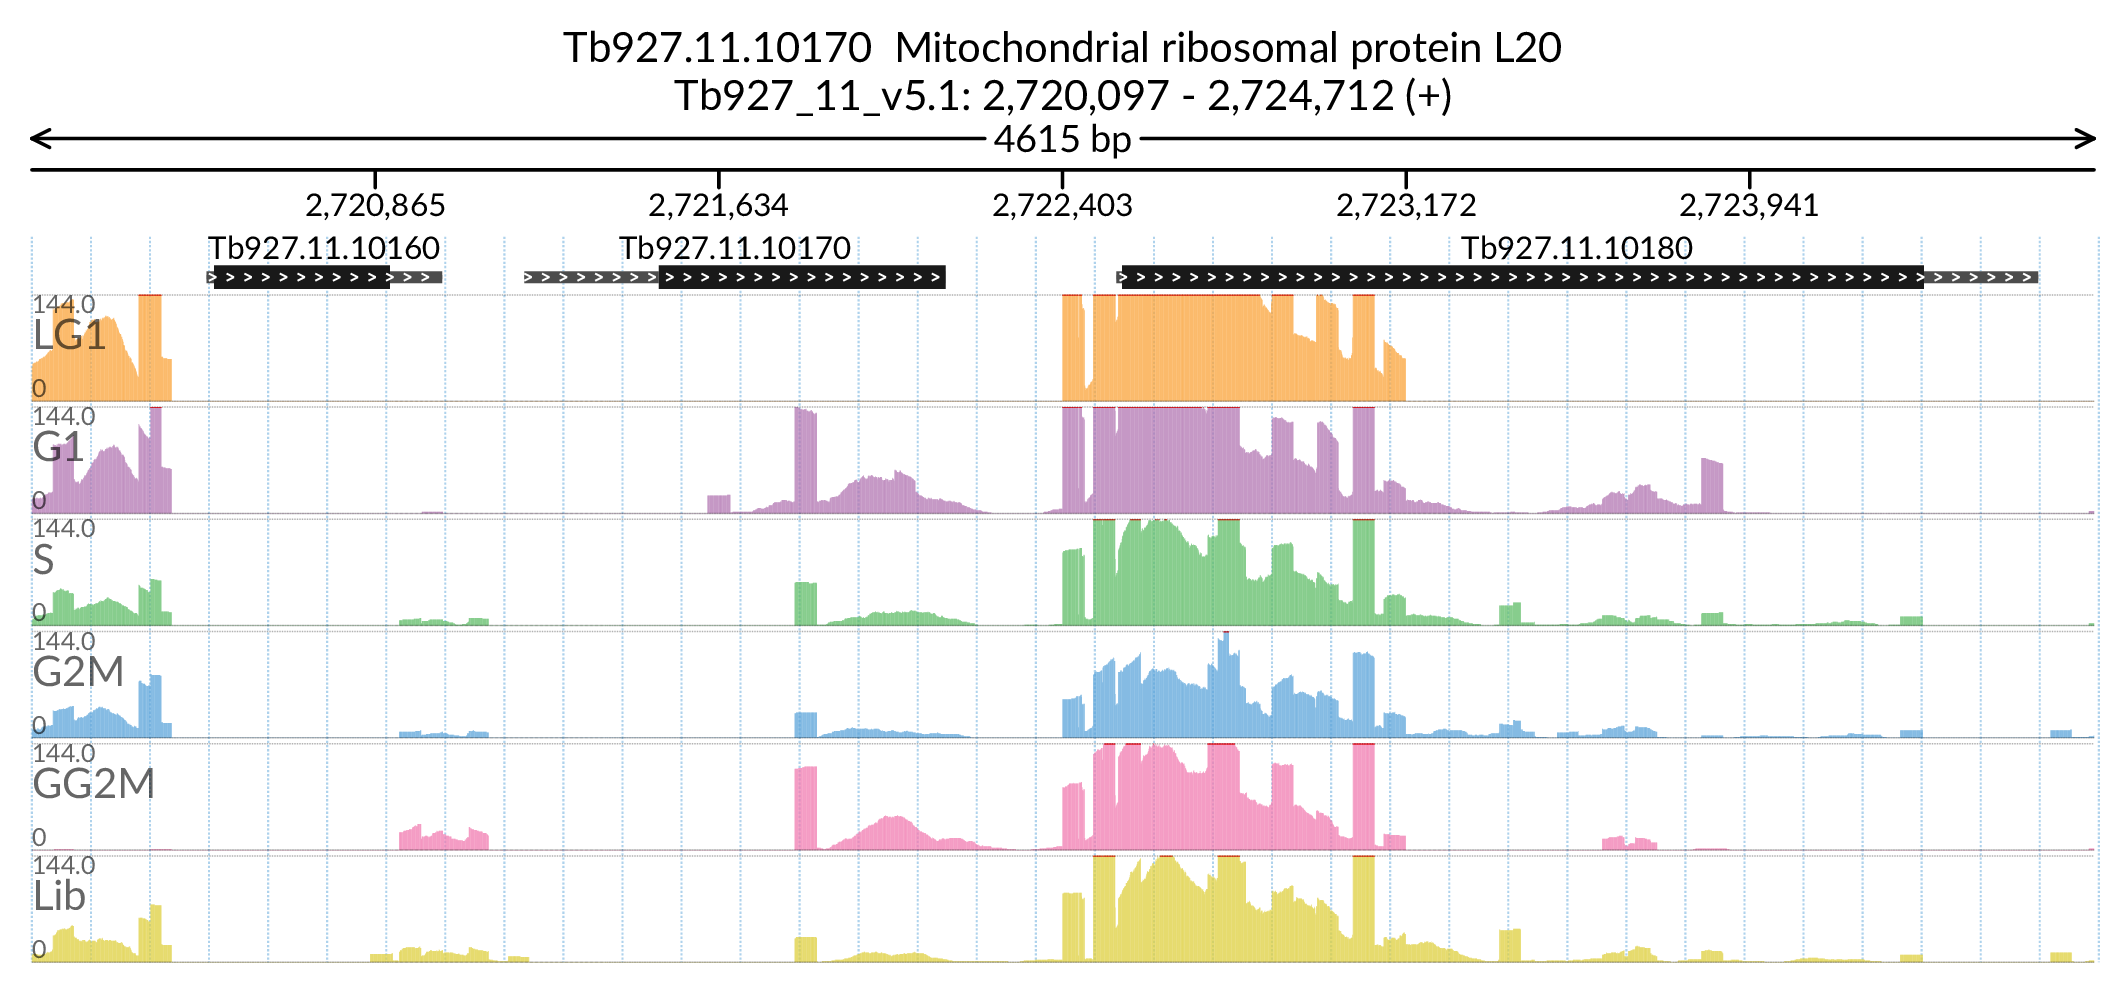 Tb927.11.10170  Mitochondrial ribosomal protein L20
Tb927_11_v5.1: 2,720,097 - 2,724,712 (+)
4615 bp
2,720,865 2,721,634 2,722,403 2,723,172 2,723,941
Tb927.11.10160 Tb927.11.10170 Tb927.11.10180
144.0
LG1
0
144.0
G1
0
144.0
S
0
144.0
G2M
0
144.0
GG2M
0
144.0
Lib
0